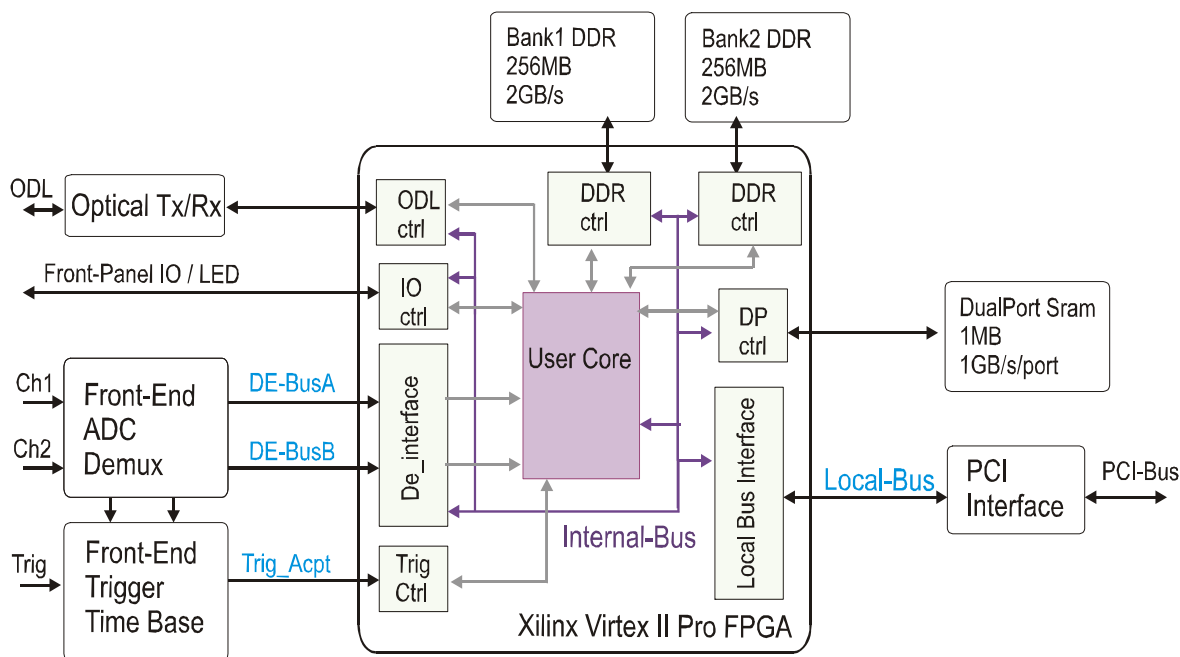 Bank1 DDR
256MB
2GB/s
Bank2 DDR
256MB
2GB/s
ODL
Optical Tx/Rx
ODL
ctrl
DDR
ctrl
DDR
ctrl
Front-Panel IO / LED
IO
ctrl
User Core
DP
ctrl
DualPort Sram
1MB
1GB/s/port
Ch1
Ch2
Front-End
ADC
Demux
DE-BusA
DE-BusB
De_interface
Local Bus Interface
Local-Bus
PCI
Interface
PCI-Bus
Internal-Bus
Trig
Front-End
Trigger
Time Base
Trig_Acpt
Trig
Ctrl
Xilinx Virtex II Pro FPGA